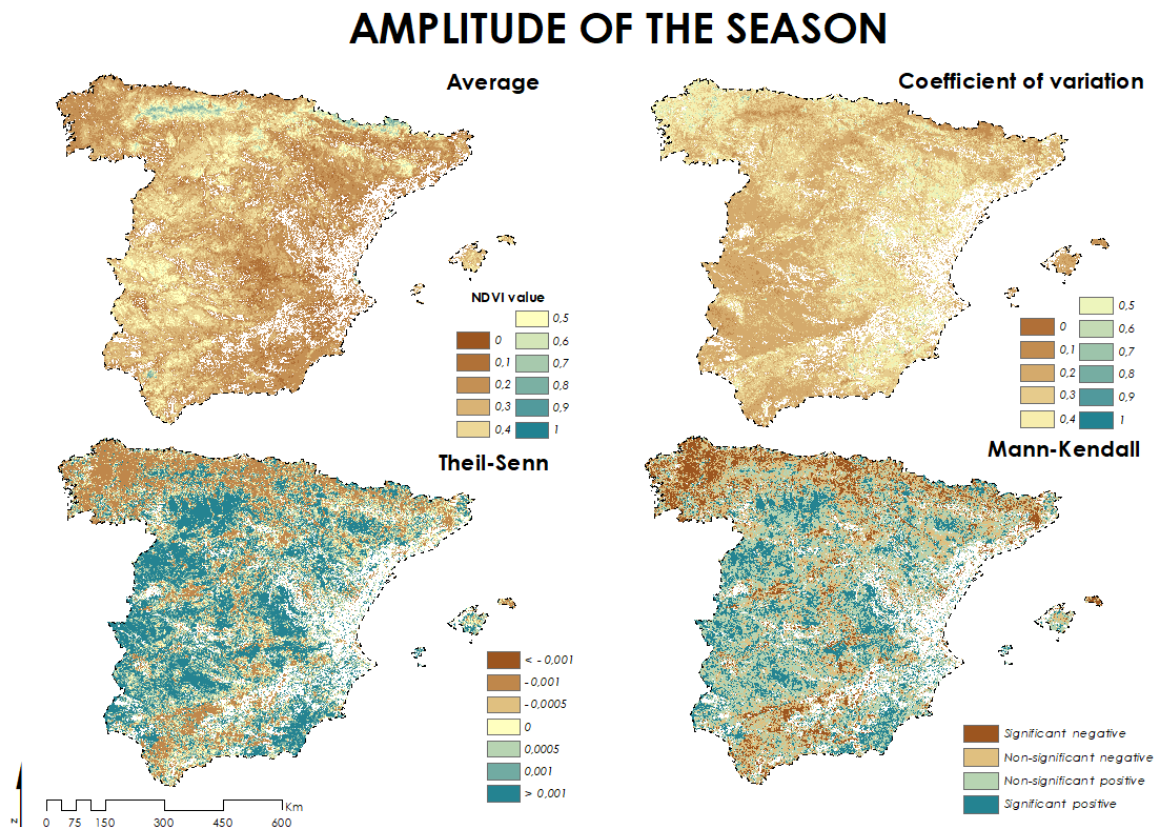 AMPLITUDE OF THE SEASON
Average
Coefficient of variation
NDVI value
0
0,1
0,2
0,3
0,4
0,5
0,6
0,7
0,8
0,9
1
0
0,1
0,2
0,3
0,4
0,5
0,6
0,7
0,8
0,9
1
Theil-Senn
Mann-Kendall
< - 0,001
- 0,001
- 0,0005
0
0,0005
0,001
> 0,001
Significant negative
Non-significant negative
Non-significant positive
Significant positive
Z
Km
0 75 150 300 450 600